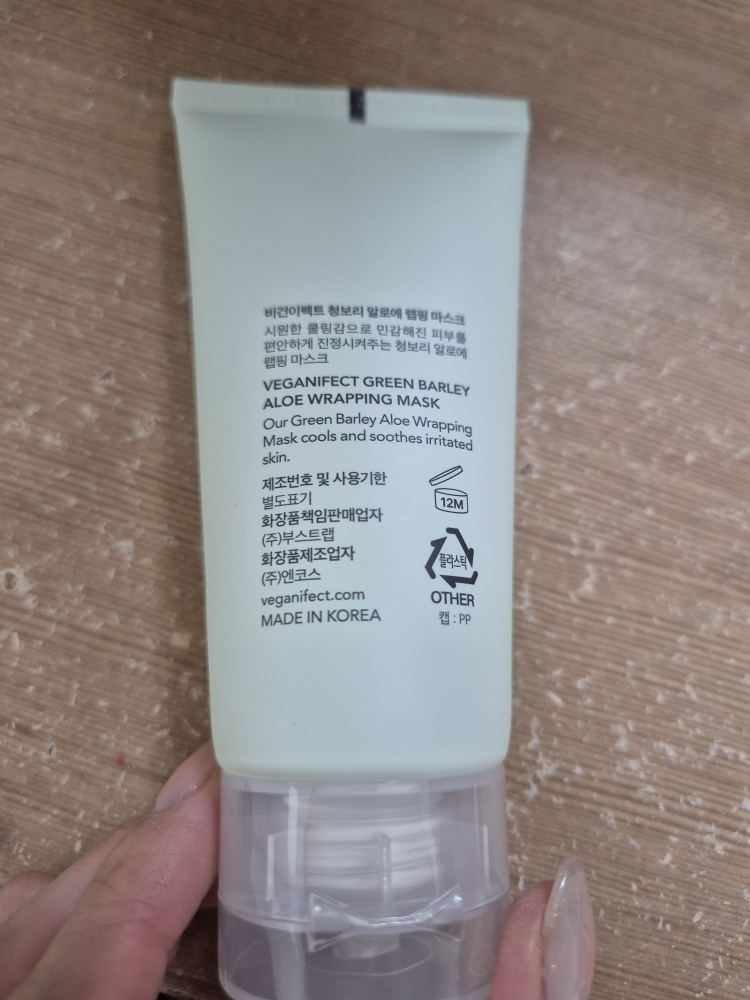 비건이펙트 청보리 알로에 랩핑 마스크
시원한 쿨링감으로 민감해진 피부를
편안하게 진정시켜주는 청보리 알로에
랩핑 마스크
VEGANIFECT GREEN BARLEY
ALOE WRAPPING MASK
Our Green Barley Aloe Wrapping
Mask cools and soothes irritated
skin.
제조번호 및 사용기한
별도표기
화장품책임판매업자
(주)부스트랩
화장품제조업자
(주)엔코스
veganifect.com
MADE IN KOREA
12M
플라스틱
OTHER
캡 : PP